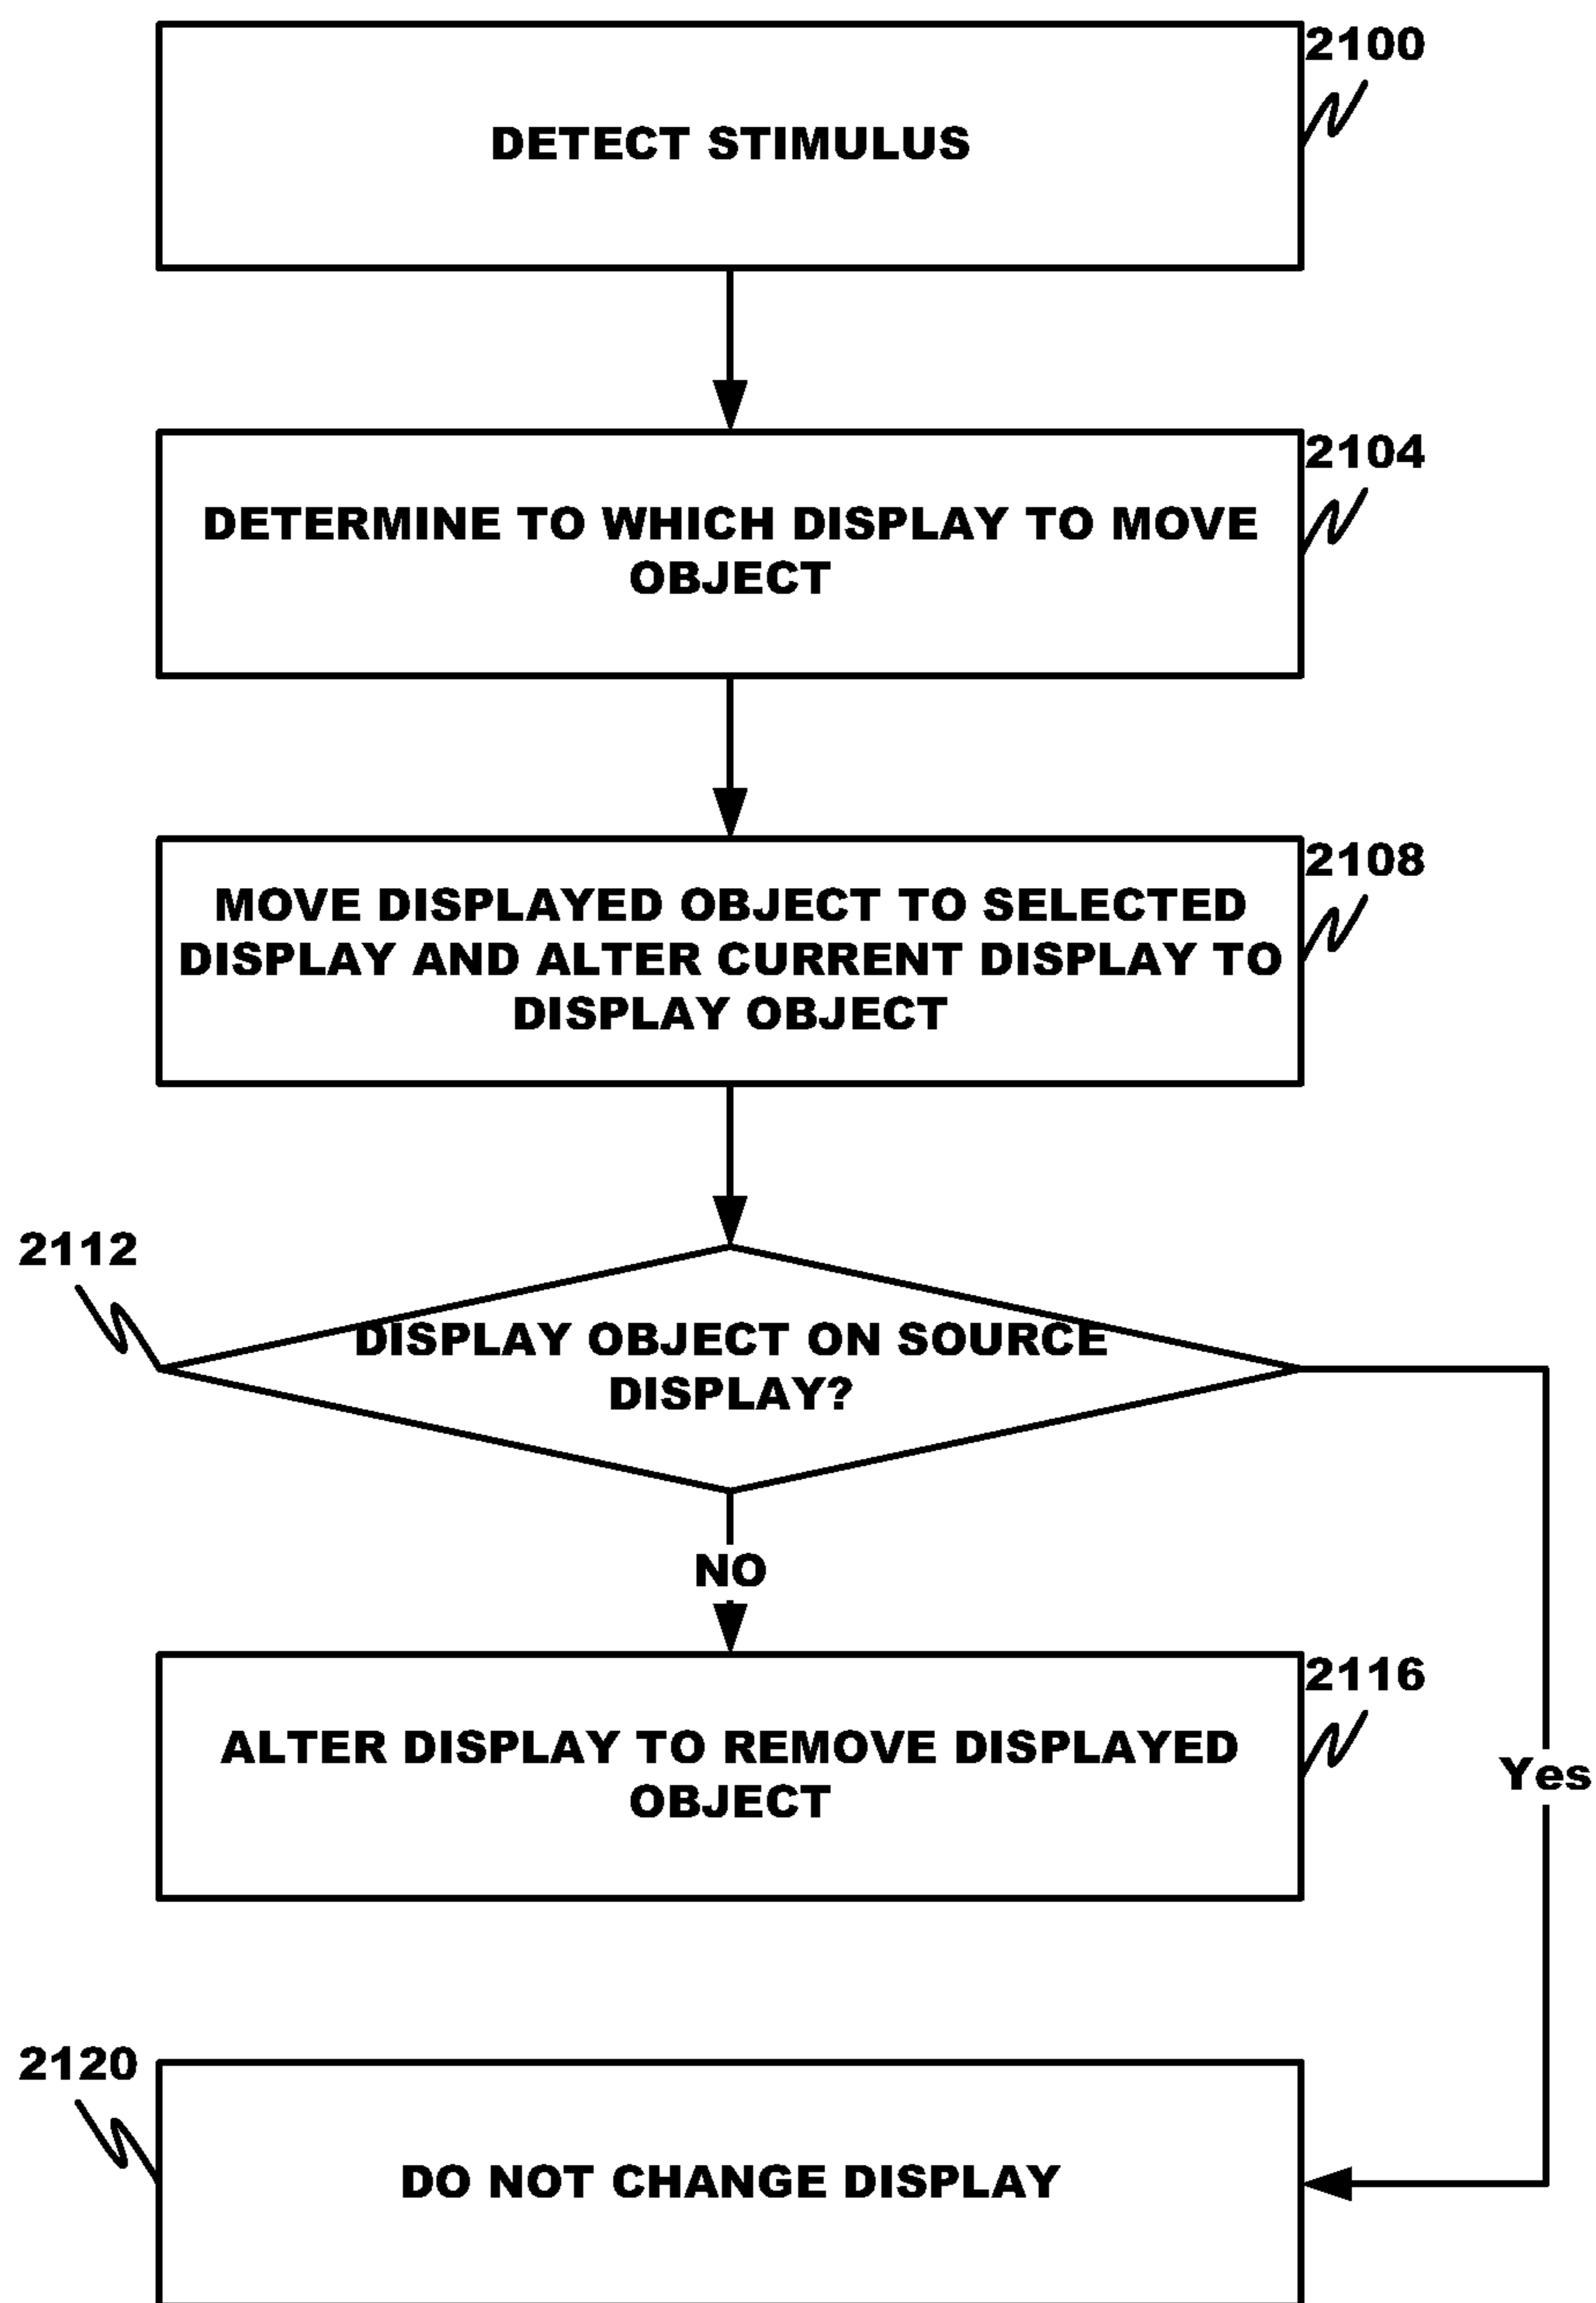 2100
DETECT STIMULUS
2104
DETERMINE TO WHICH DISPLAY TO MOVE
OBJECT
2108
MOVE DISPLAYED OBJECT TO SELECTED
DISPLAY AND ALTER CURRENT DISPLAY TO
DISPLAY OBJECT
2112
DISPLAY OBJECT ON SOURCE
DISPLAY?
NO
2116
ALTER DISPLAY TO REMOVE DISPLAYED
OBJECT
Yes
2120
DO NOT CHANGE DISPLAY